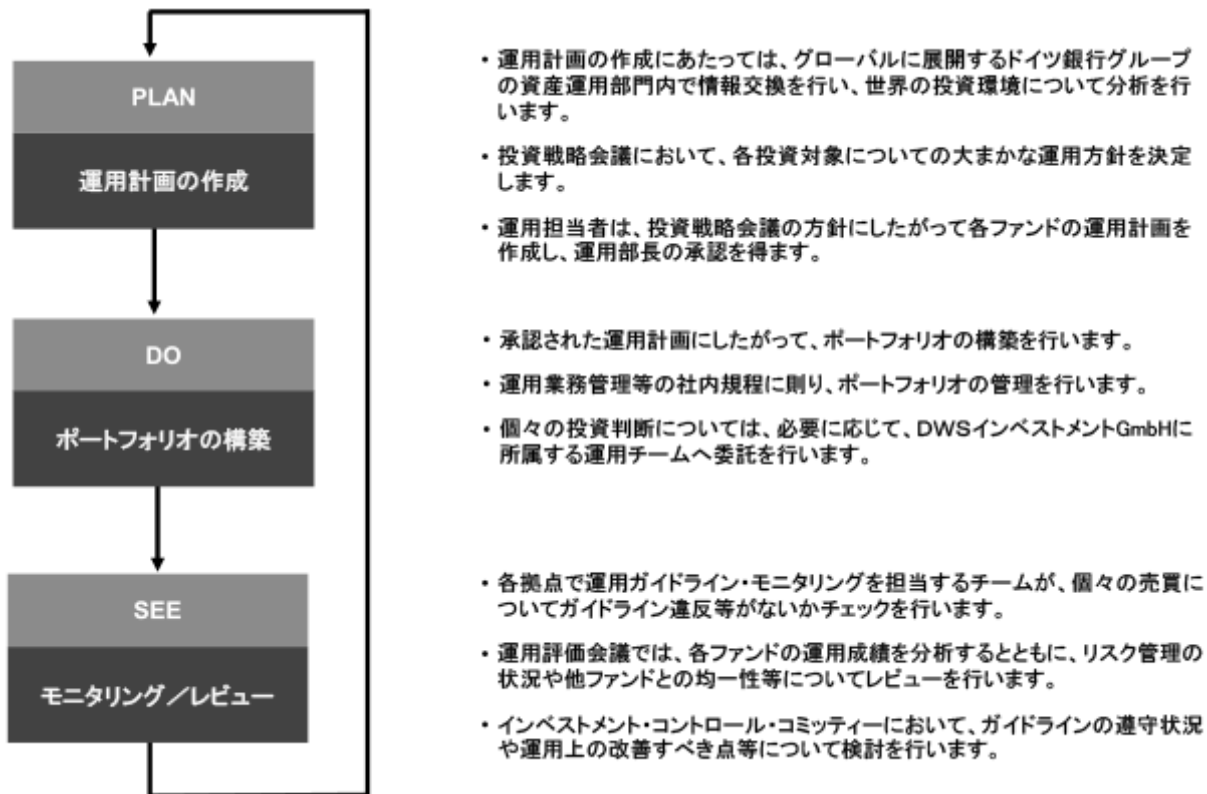 PLAN
運用計画の作成
・運用計画の作成にあたっては、グローバルに展開するドイツ銀行グループ
の資産運用部門内で情報交換を行い、世界の投資環境について分析を行
います。
・投資戦略会議において、各投資対象についての大まかな運用方針を決定
します。
・運用担当者は、投資戦略会議の方針にしたがって各ファンドの運用計画を
作成し、運用部長の承認を得ます。
DO
ポートフォリオの構築
・承認された運用計画にしたがって、ポートフォリオの構築を行います。
・運用業務管理等の社内規程に則り、ポートフォリオの管理を行います。
・個々の投資判断については、必要に応じて、DWSインベストメントGmbHに
所属する運用チームへ委託を行います。
SEE
モニタリング／レビュー
・各拠点で運用ガイドライン・モニタリングを担当するチームが、個々の売買に
ついてガイドライン違反等がないかチェックを行います。
・運用評価会議では、各ファンドの運用成績を分析するとともに、リスク管理の
状況や他ファンドとの均一性等についてレビューを行います。
・インベストメント・コントロール・コミッティーにおいて、ガイドラインの遵守状況
や運用上の改善すべき点等について検討を行います。